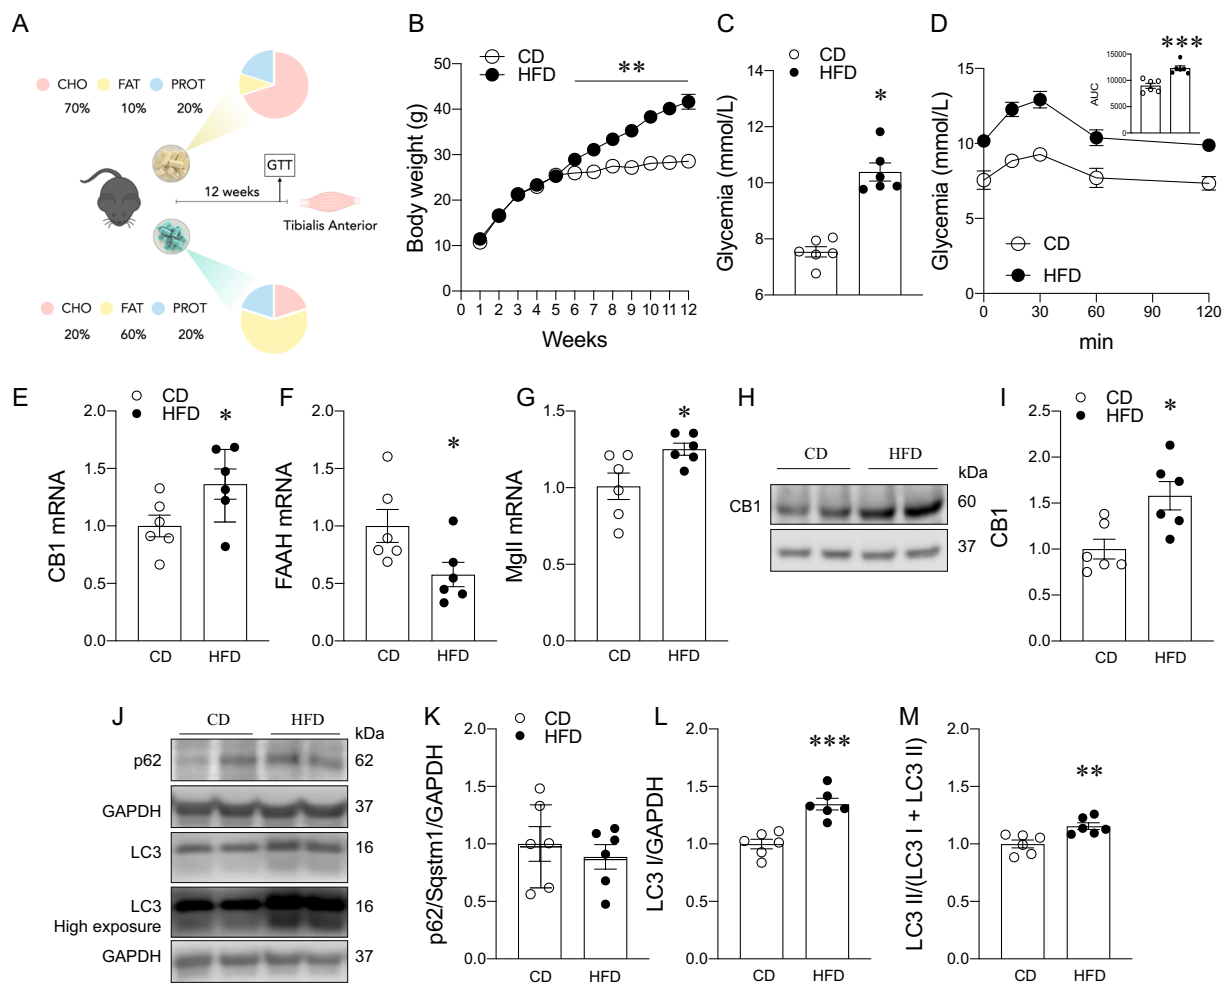 A
CHO FAT PROT
70% 10% 20%
GTT
12 weeks
Tibialis Anterior
CHO FAT PROT
20% 60% 20%
B
CD
HFD
**
Body weight (g)
50
40
30
20
10
0
0 1 2 3 4 5 6 7 8 9 10 11 12
Weeks
C
CD
HFD
*
Glycemia (mmol/L)
14
12
10
8
6
D
***
AUC
15000
10000
5000
0
Glycemia (mmol/L)
15
10
5
0
CD
HFD
0 30 60 90 120
min
E
CD
HFD
*
CB1 mRNA
2.0
1.5
1.0
0.5
0.0
CD HFD
F
*
FAAH mRNA
2.0
1.5
1.0
0.5
0.0
CD HFD
G
*
MglI mRNA
2.0
1.5
1.0
0.5
0.0
CD HFD
H
CD HFD
kDa
CB1 60
37
I
CD
HFD
*
CB1
2.5
2.0
1.5
1.0
0.5
0.0
CD HFD
J
CD HFD
kDa
p62 62
GAPDH 37
LC3 16
LC3 16
High exposure
GAPDH 37
K
CD
HFD
p62/Sqstm1/GAPDH
2.0
1.5
1.0
0.5
0.0
CD HFD
L
***
LC3 I/GAPDH
2.0
1.5
1.0
0.5
0.0
CD HFD
M
**
LC3 II/(LC3 I + LC3 II)
2.0
1.5
1.0
0.5
0.0
CD HFD